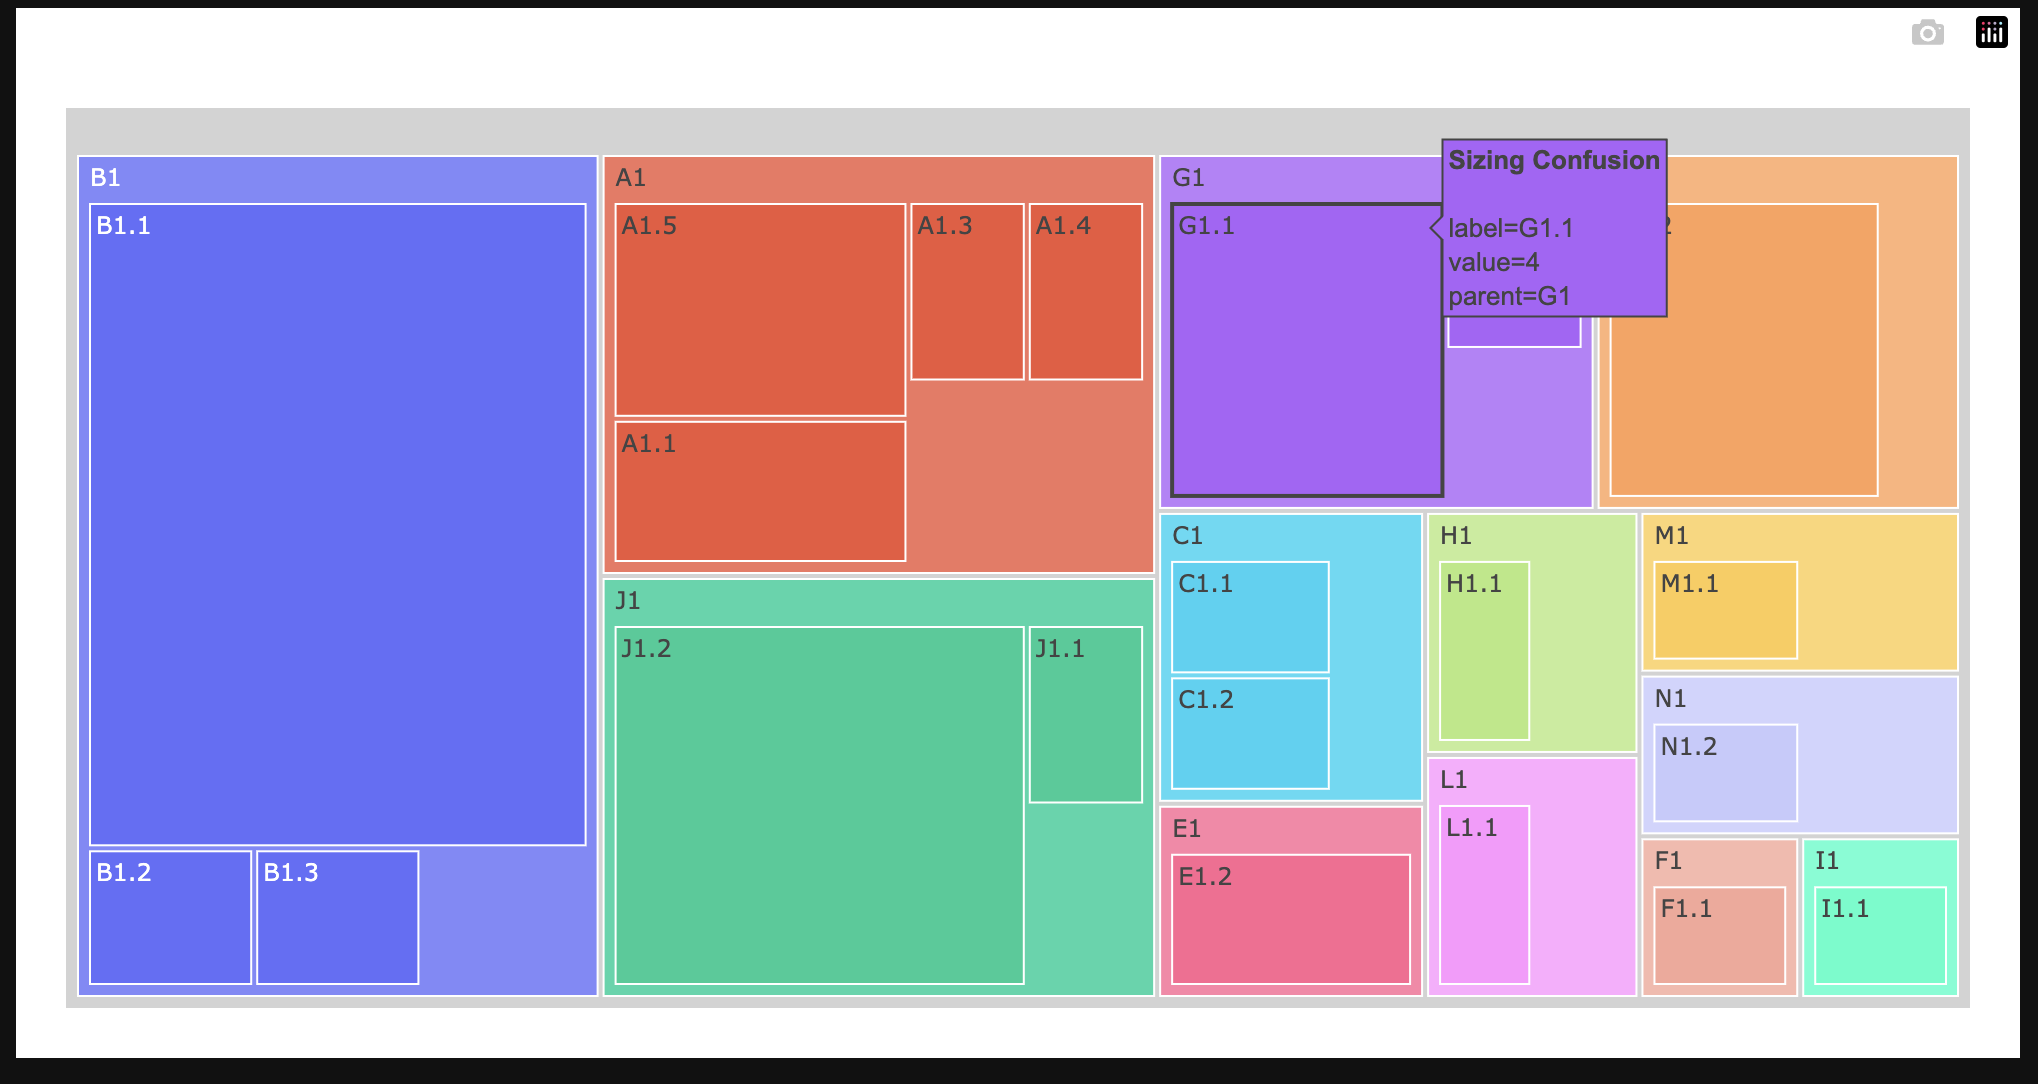 B1
B1.1
B1.2
B1.3
A1
A1.5
A1.3
A1.4
A1.1
J1
J1.2
J1.1
G1
G1.1
Sizing Confusion
label=G1.1
value=4
parent=G1
C1
C1.1
C1.2
E1
E1.2
H1
H1.1
L1
L1.1
M1
M1.1
N1
N1.2
F1
F1.1
I1
I1.1